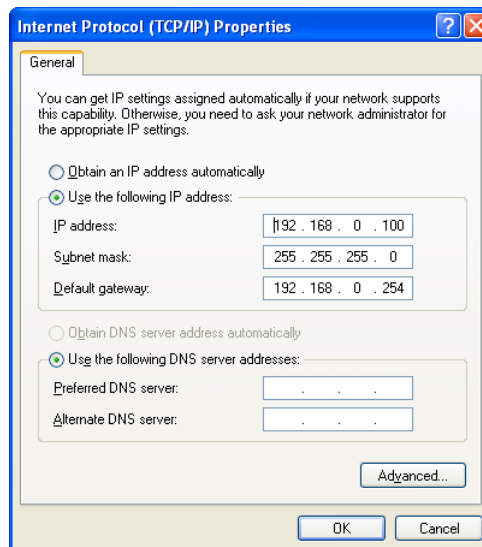 Internet Protocol (TCP/IP) Properties
General
You can get IP settings assigned automatically if your network supports
this capability. Otherwise, you need to ask your network administrator for
the appropriate IP settings.
Obtain an IP address automatically
Use the following IP address:
IP address: 192 . 168 . 0 . 100
Subnet mask: 255 . 255 . 255 . 0
Default gateway: 192 . 168 . 0 . 254
Obtain DNS server address automatically
Use the following DNS server addresses:
Preferred DNS server: . . .
Alternate DNS server: . . .
Advanced...
OK Cancel